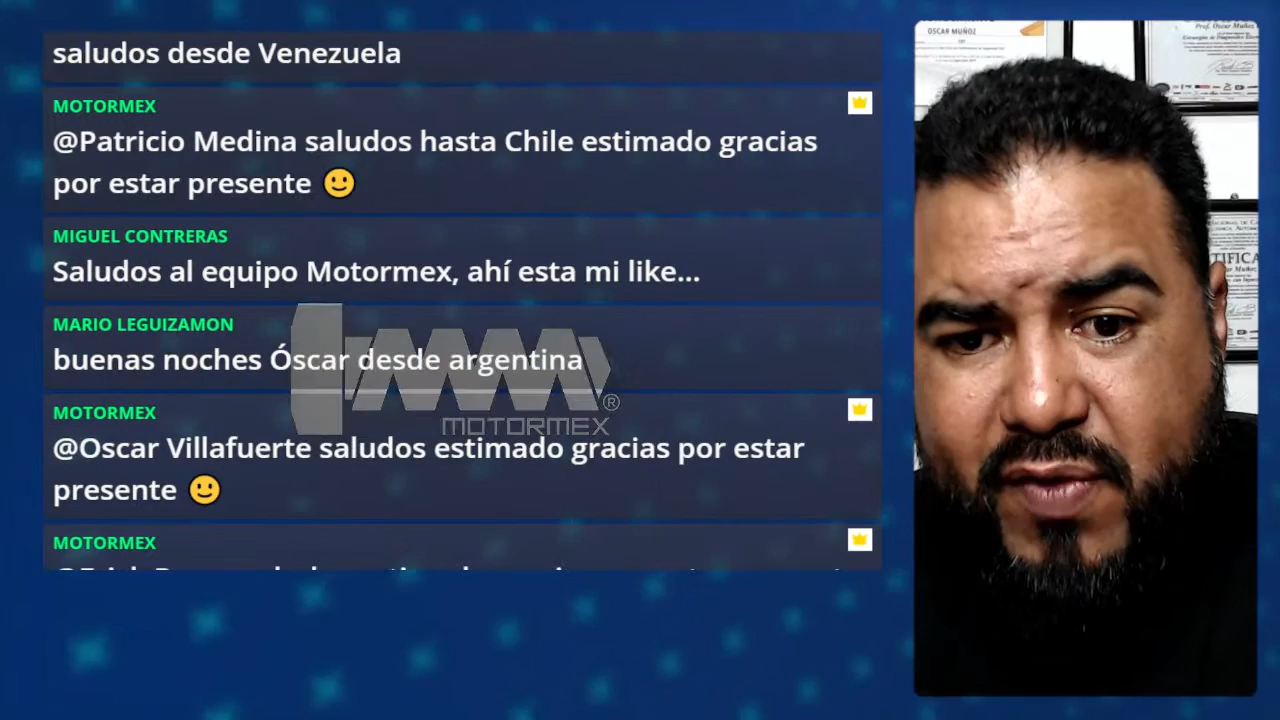 saludos desde Venezuela
MOTORMEX
@Patricio Medina saludos hasta Chile estimado gracias
por estar presente 🙂
MIGUEL CONTRERAS
Saludos al equipo Motormex, ahí esta mi like...
MARIO LEGUIZAMON
buenas noches Óscar desde argentina
MOTORMEX
@Oscar Villafuerte saludos estimado gracias por estar
presente 🙂
MOTORMEX
MOTORMEX
®
OSCAR MUÑOZ